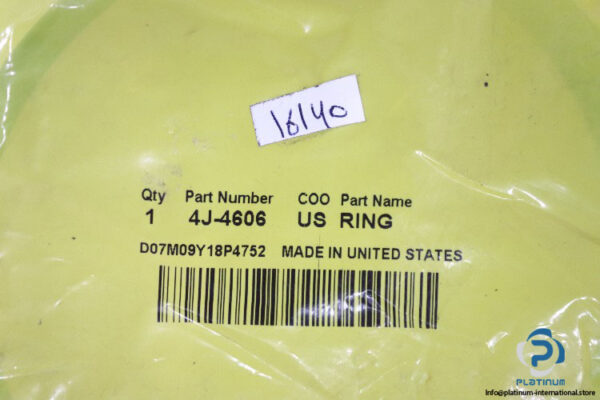 16140
Qty Part Number COO Part Name
1 4J-4606 US RING
D07M09Y18P4752 MADE IN UNITED STATES
PLATINUM
Info@platinum-international.store